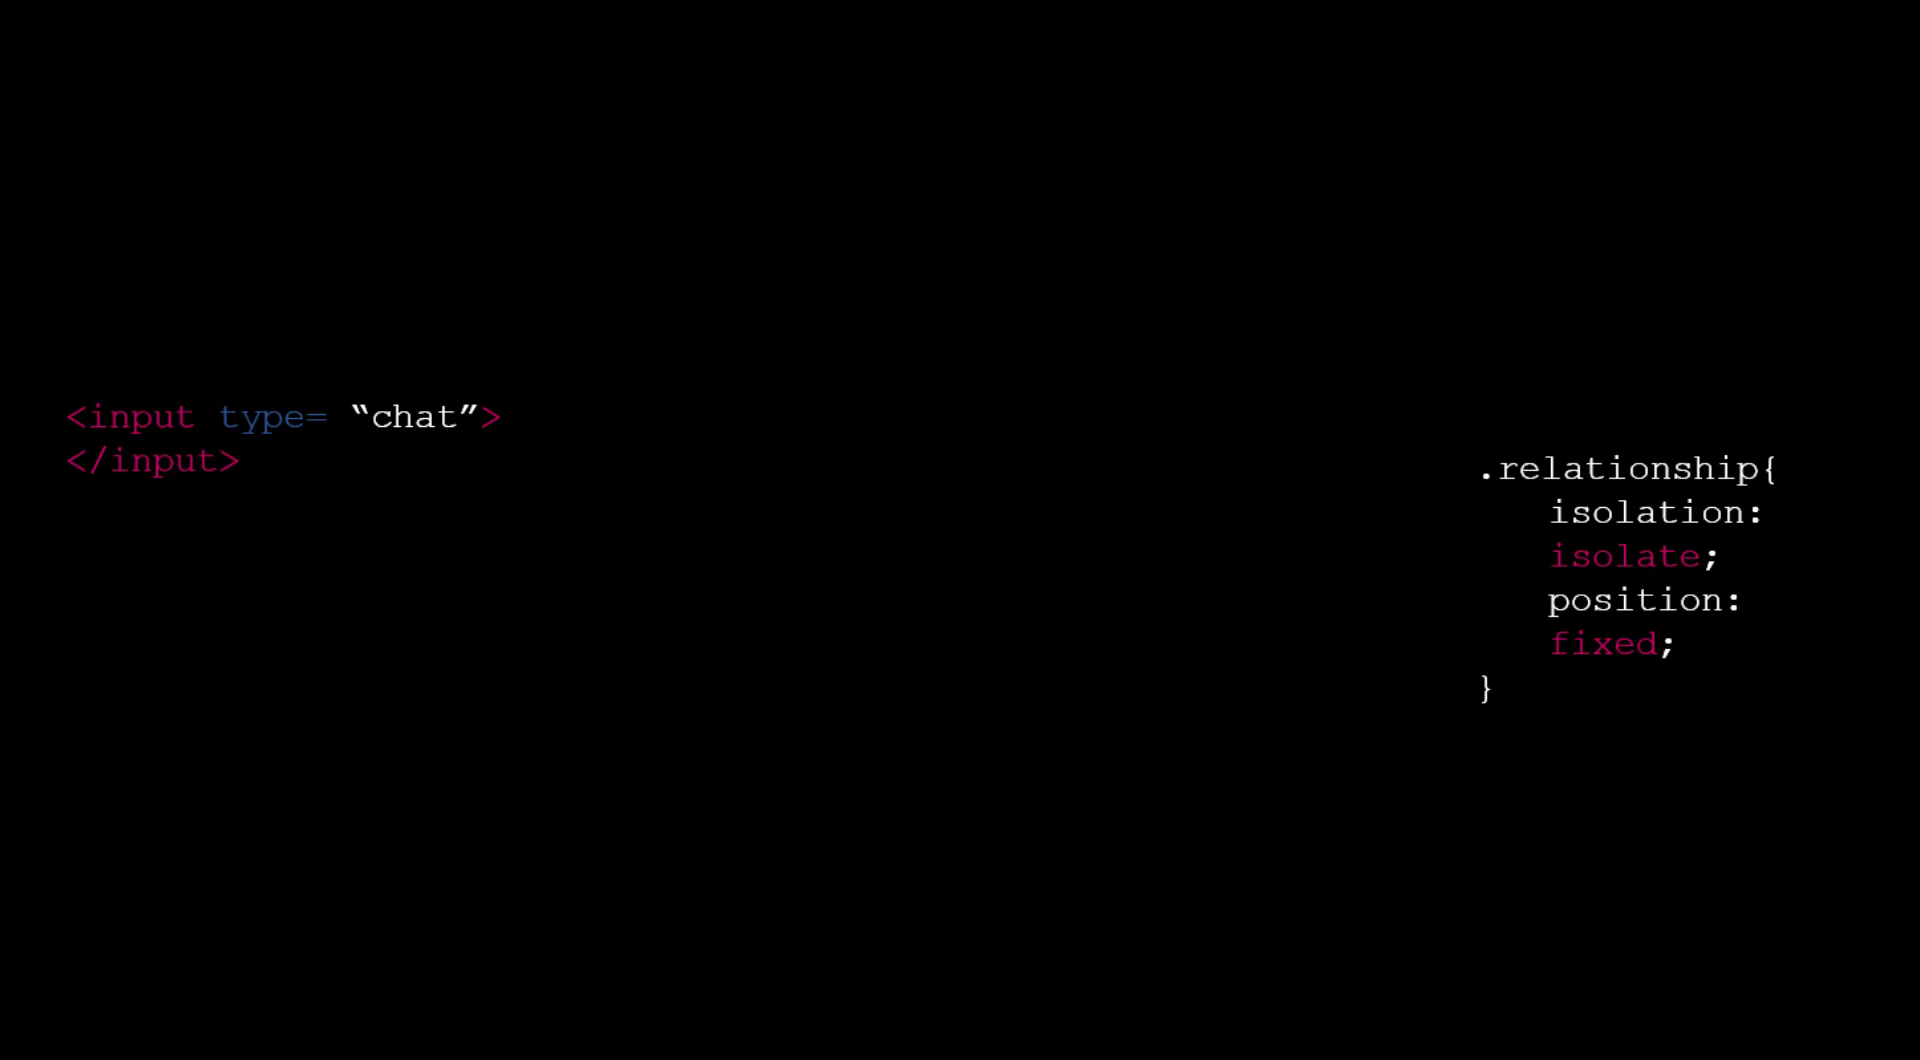 <input type= “chat”>
</input>
.relationship{
isolation:
isolate;
position:
fixed;
}